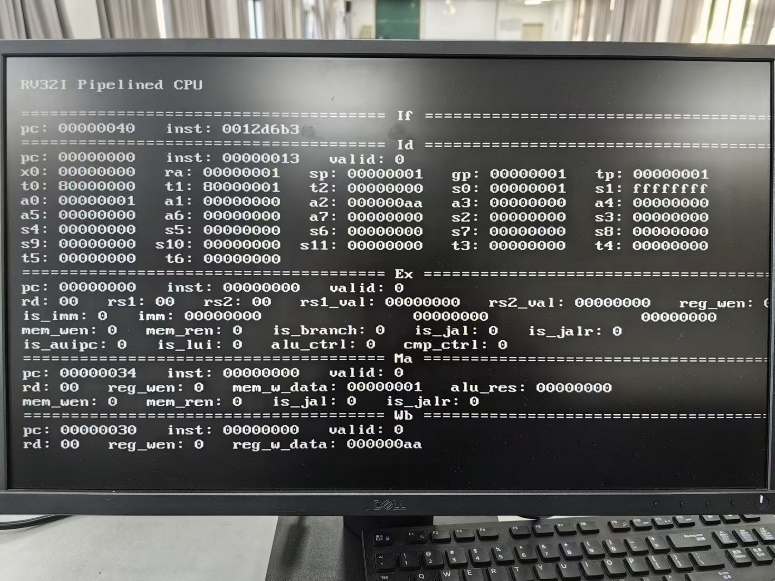 RV32I Pipelined CPU
======================================== If ======================================
pc: 00000040 inst: 0012d6b3
======================================== Id ======================================
pc: 00000000 inst: 00000013 valid: 0
x0: 00000000 ra: 00000001 sp: 00000001 gp: 00000001 tp: 00000001
t0: 80000000 t1: 80000001 t2: 00000000 s0: 00000001 s1: ffffffff
a0: 00000001 a1: 00000000 a2: 000000aa a3: 00000000 a4: 00000000
a5: 00000000 a6: 00000000 a7: 00000000 s2: 00000000 s3: 00000000
s4: 00000000 s5: 00000000 s6: 00000000 s7: 00000000 s8: 00000000
s9: 00000000 s10: 00000000 s11: 00000000 t3: 00000000 t4: 00000000
t5: 00000000 t6: 00000000
======================================== Ex ======================================
pc: 00000000 inst: 00000000 valid: 0
rd: 00 rs1: 00 rs2: 00 rs1_val: 00000000 rs2_val: 00000000 reg_wen: 0
is_imm: 0 imm: 00000000 00000000 00000000
mem_wen: 0 mem_ren: 0 is_branch: 0 is_jal: 0 is_jalr: 0
is_auipc: 0 is_lui: 0 alu_ctrl: 0 cmp_ctrl: 0
======================================== Ma ======================================
pc: 00000034 inst: 00000000 valid: 0
rd: 00 reg_wen: 0 mem_w_data: 00000001 alu_res: 00000000
mem_wen: 0 mem_ren: 0 is_jal: 0 is_jalr: 0
======================================== Wb ======================================
pc: 00000030 inst: 00000000 valid: 0
rd: 00 reg_wen: 0 reg_w_data: 000000aa
DELL